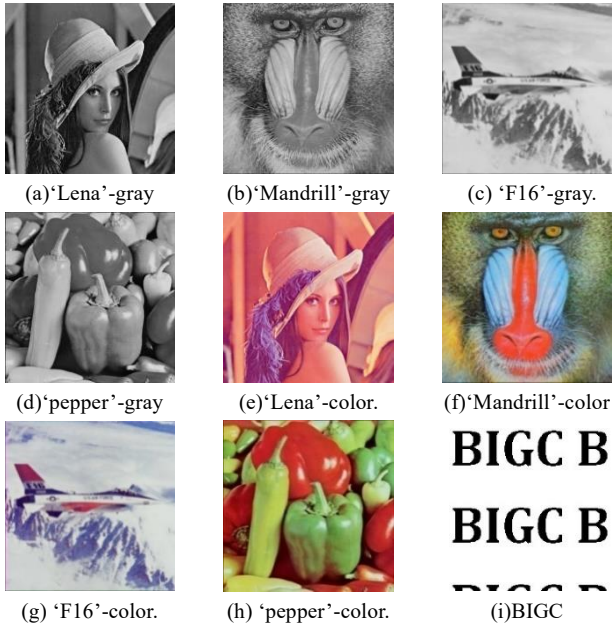 (a)‘Lena’-gray
(b)‘Mandrill’-gray
(c) ‘F16’-gray.
(d)‘pepper’-gray
(e)‘Lena’-color.
(f)‘Mandrill’-color
BIGC B
BIGC B
BIGC B
(g) ‘F16’-color.
(h) ‘pepper’-color.
(i)BIGC